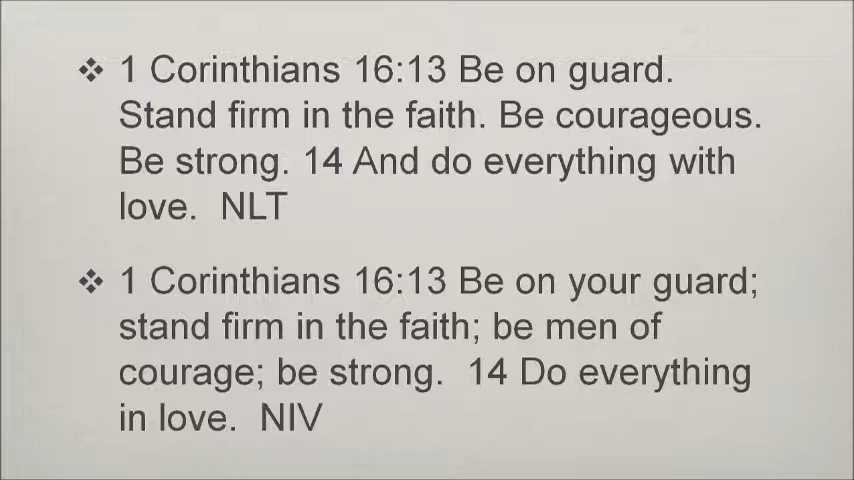 ❖ 1 Corinthians 16:13 Be on guard.
Stand firm in the faith. Be courageous.
Be strong. 14 And do everything with
love.  NLT
❖ 1 Corinthians 16:13 Be on your guard;
stand firm in the faith; be men of
courage; be strong.  14 Do everything
in love.  NIV